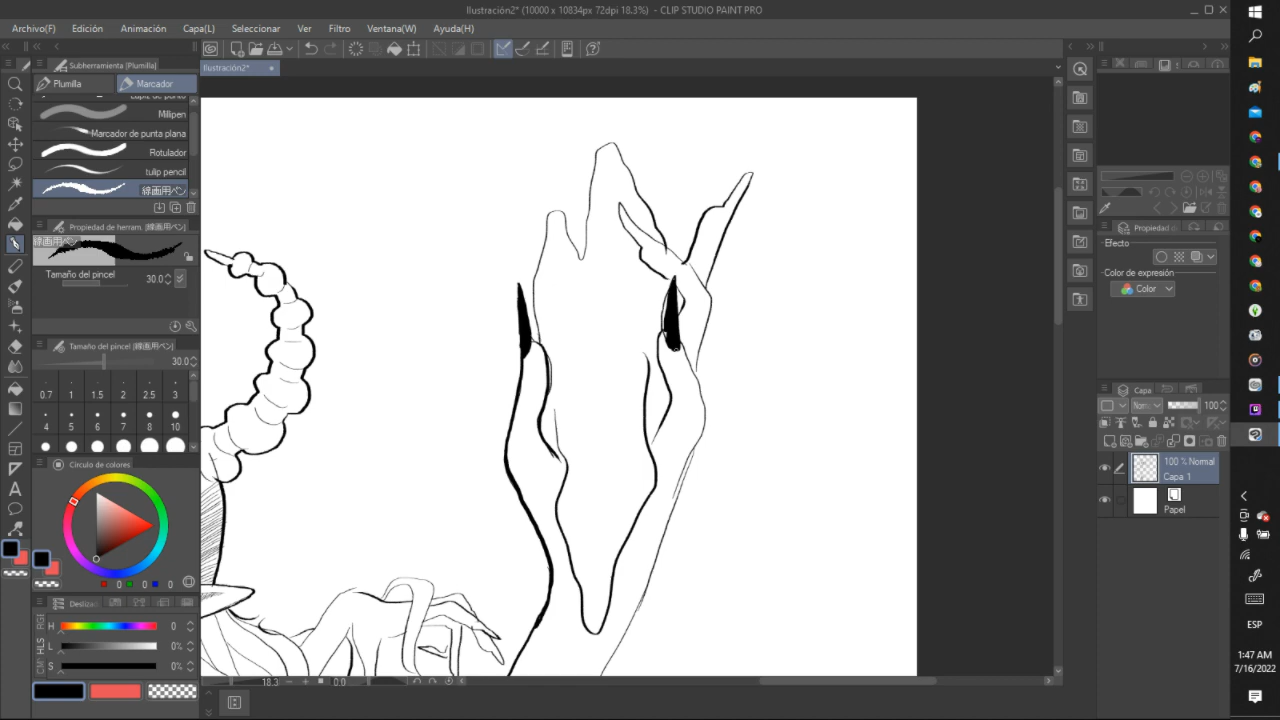 Ilustración2* (10000 x 10834px 72dpi 18.3%) - CLIP STUDIO PAINT PRO
Archivo(F) Edición Animación Capa(L) Seleccionar Ver Filtro Ventana(W) Ayuda(H)
Subherramienta (Plumilla)
Ilustración2*
Plumilla Marcador
Milipen
Marcador de punta plana
Rotulador
tulip pencil
線画用ペン
Propiedad de herram. (線画用ペン)
線画用ペン
Tamaño del pincel 30.0
Tamaño del pincel (線画用ペン)
30.0
0.7 1 1.5 2 2.5 3
4 5 6 7 8 10
Círculo de colores
0 0 0
Desliza
RGB
HLS
H 0
L 0%
S 0%
18.3 0.0
Propiedad d
Efecto
Color de expresión
Color
Capa
Norm 100
100 % Normal
Capa 1
Papel
ESP
1:47 AM
7/16/2022